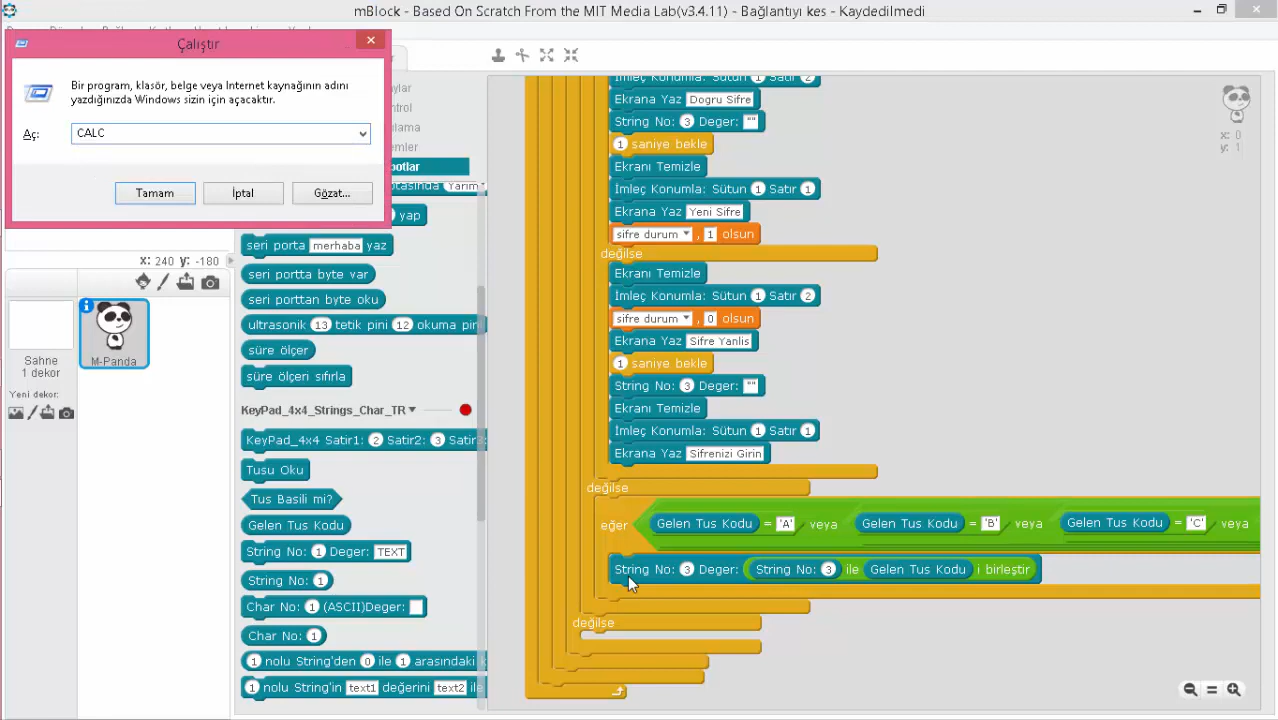 mBlock - Based On Scratch From the MIT Media Lab(v3.4.11) - Bağlantıyı kes - Kaydedilmedi
Çalıştır
Bir program, klasör, belge veya Internet kaynağının adını
yazdığınızda Windows sizin için açacaktır.
Aç: CALC
Tamam İptal Gözat...
x: 240 y: -180
Sahne
1 dekor
Yeni dekor:
M-Panda
yap
seri porta merhaba yaz
seri portta byte var
seri porttan byte oku
ultrasonik 13 tetik pini 12 okuma pin
süre ölçer
süre ölçeri sıfırla
KeyPad_4x4_Strings_Char_TR
KeyPad_4x4 Satir1: 2 Satir2: 3 Satir3
Tusu Oku
Tus Basili mi?
Gelen Tus Kodu
String No: 1 Deger: TEXT
String No: 1
Char No: 1 (ASCII)Deger:
Char No: 1
1 nolu String'den 0 ile 1 arasındaki k
1 nolu String'in text1 değerini text2 ile
İmleç Konumla: Sütun 1 Satır 2
Ekrana Yaz Dogru Sifre
String No: 3 Deger: ""
1 saniye bekle
Ekranı Temizle
İmleç Konumla: Sütun 1 Satır 1
Ekrana Yaz Yeni Sifre
sifre durum , 1 olsun
değilse
Ekranı Temizle
İmleç Konumla: Sütun 1 Satır 2
sifre durum , 0 olsun
Ekrana Yaz Sifre Yanlis
1 saniye bekle
String No: 3 Deger: ""
Ekranı Temizle
İmleç Konumla: Sütun 1 Satır 1
Ekrana Yaz Sifrenizi Girin
değilse
eğer Gelen Tus Kodu = 'A' veya Gelen Tus Kodu = 'B' veya Gelen Tus Kodu = 'C' veya
String No: 3 Deger: String No: 3 ile Gelen Tus Kodu i birleştir
değilse
x: 0
y: 1